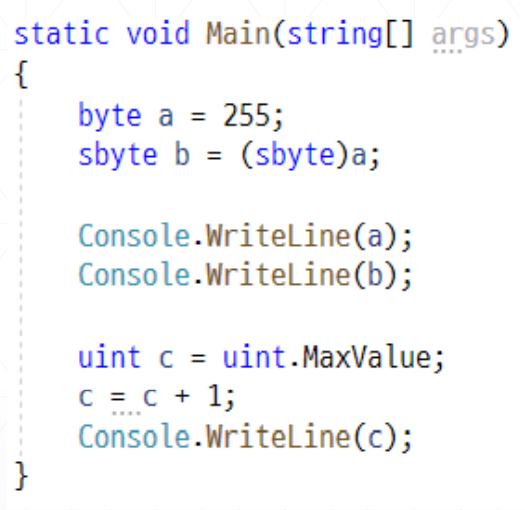 static void Main(string[] args)
{
byte a = 255;
sbyte b = (sbyte)a;
Console.WriteLine(a);
Console.WriteLine(b);
uint c = uint.MaxValue;
c = c + 1;
Console.WriteLine(c);
}